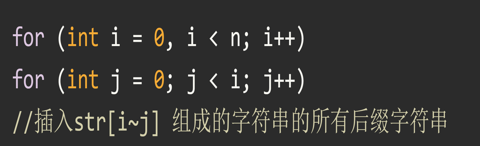 for (int i = 0, i < n; i++)
for (int j = 0; j < i; j++)
//插入str[i~j] 组成的字符串的所有后缀字符串